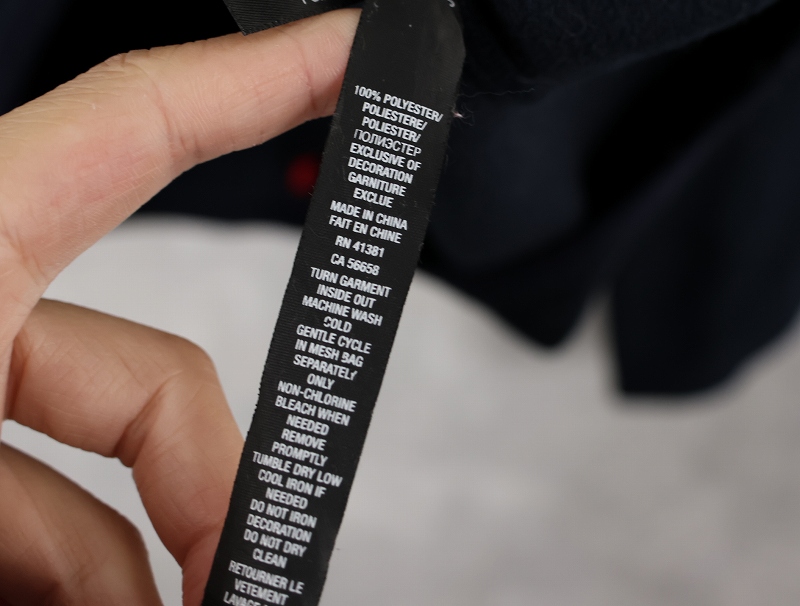 100% POLYESTER/
POLIESTERE/
POLIESTER/
ПОЛИЭСТЕР
EXCLUSIVE OF
DECORATION
GARNITURE
EXCLUE
MADE IN CHINA
FAIT EN CHINE
RN 41381
CA 56658
TURN GARMENT
INSIDE OUT
MACHINE WASH
COLD
GENTLE CYCLE
IN MESH BAG
SEPARATELY
ONLY
NON-CHLORINE
BLEACH WHEN
NEEDED
REMOVE
PROMPTLY
TUMBLE DRY LOW
COOL IRON IF
NEEDED
DO NOT IRON
DECORATION
DO NOT DRY
CLEAN
RETOURNER LE
VETEMENT